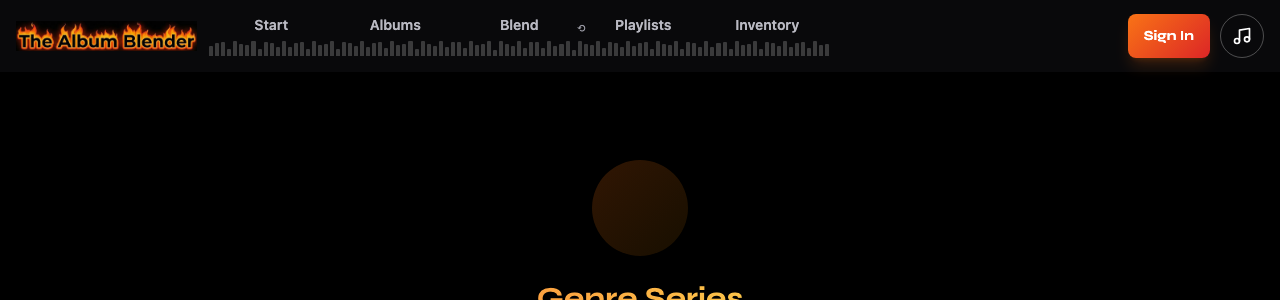 The Album Blender
Start
Albums
Blend
Playlists
Inventory
Sign In
Genre Series